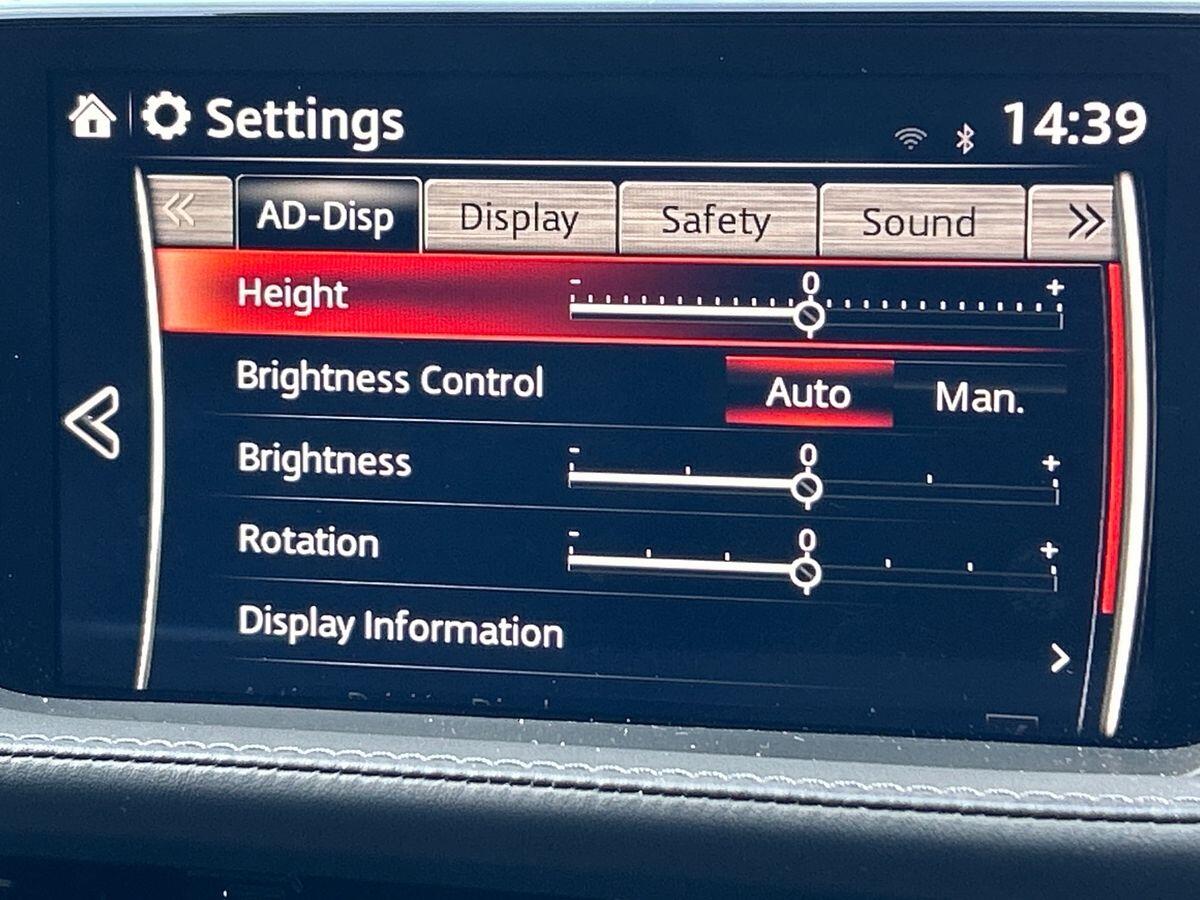 Settings 14:39
« AD-Disp Display Safety Sound »
Height - 0 +
Brightness Control Auto Man.
Brightness - 0 +
Rotation - 0 +
Display Information >